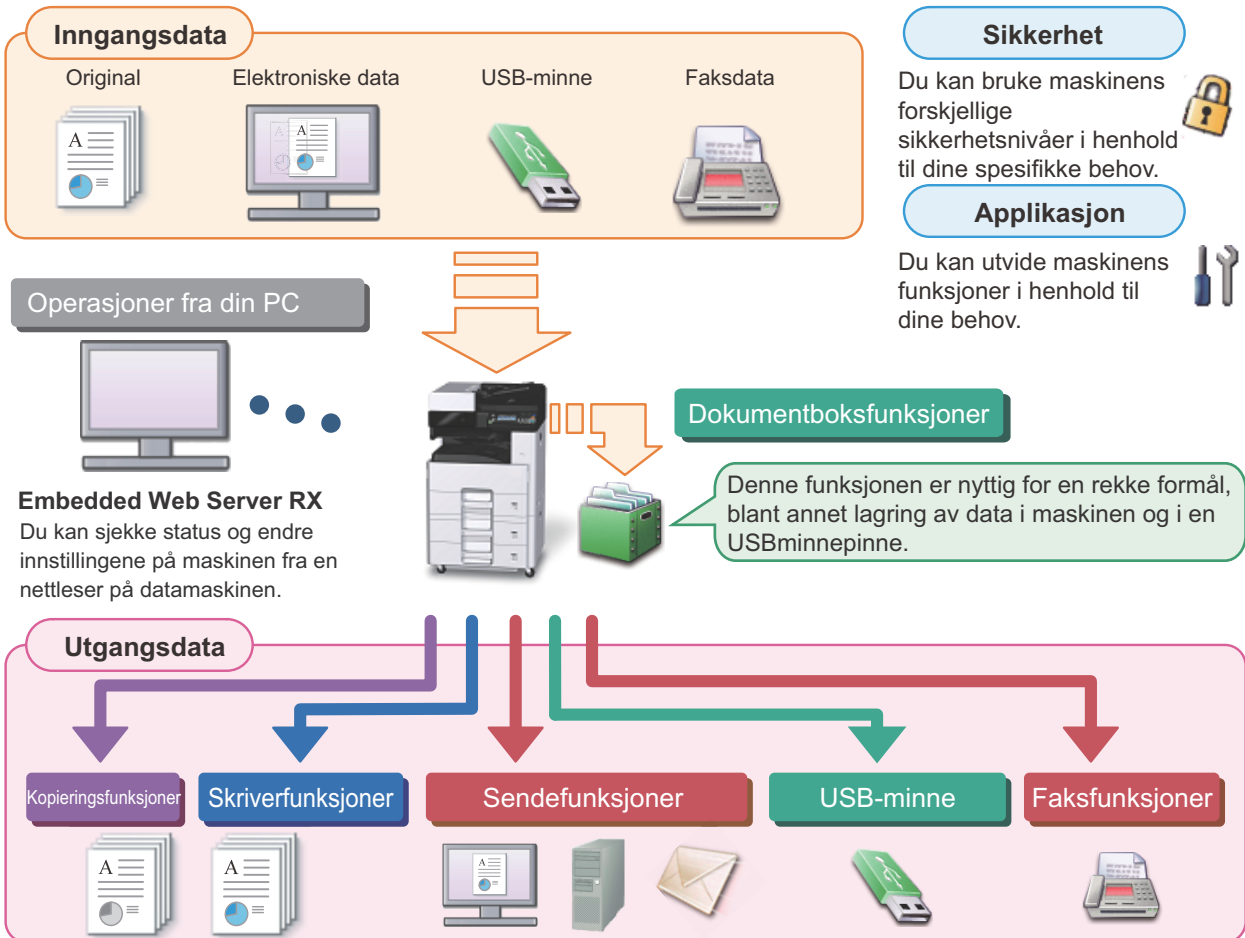 Inngangsdata
Original
Elektroniske data
USB-minne
Faksdata
Sikkerhet
Du kan bruke maskinens
forskjellige
sikkerhetsnivåer i henhold
til dine spesifikke behov.
Applikasjon
Du kan utvide maskinens
funksjoner i henhold til
dine behov.
Operasjoner fra din PC
Embedded Web Server RX
Du kan sjekke status og endre
innstillingene på maskinen fra en
nettleser på datamaskinen.
Dokumentboksfunksjoner
Denne funksjonen er nyttig for en rekke formål,
blant annet lagring av data i maskinen og i en
USBminnepinne.
Utgangsdata
Kopieringsfunksjoner
Skriverfunksjoner
Sendefunksjoner
USB-minne
Faksfunksjoner